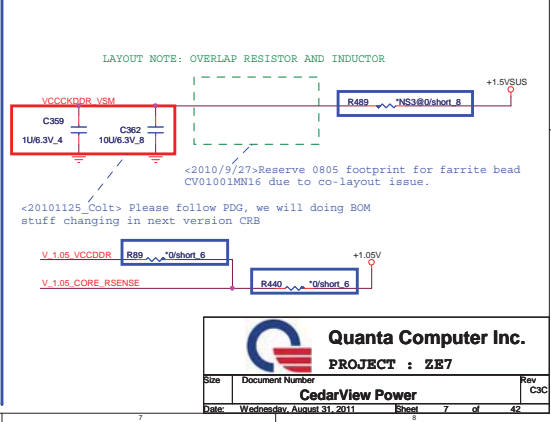 LAYOUT NOTE: OVERLAP RESISTOR AND INDUCTOR
+1.5VSUS
VCCCKDDR_VSM
R489 *NS3@0/short_8
C359
1U/6.3V_4
C362
10U/6.3V_8
<2010/9/27>Reserve 0805 footprint for farrite bead
CV01001MN16 due to co-layout issue.
<20101125_Colt> Please follow PDG, we will doing BOM
stuff changing in next version CRB
V_1.05_VCCDDR R89 *0/short_6
+1.05V
V_1.05_CORE_RSENSE R440 *0/short_6
Quanta Computer Inc.
PROJECT : ZE7
Size Document Number Rev
CedarView Power C3C
Date: Wednesday, August 31, 2011 Sheet 7 of 42
7 8